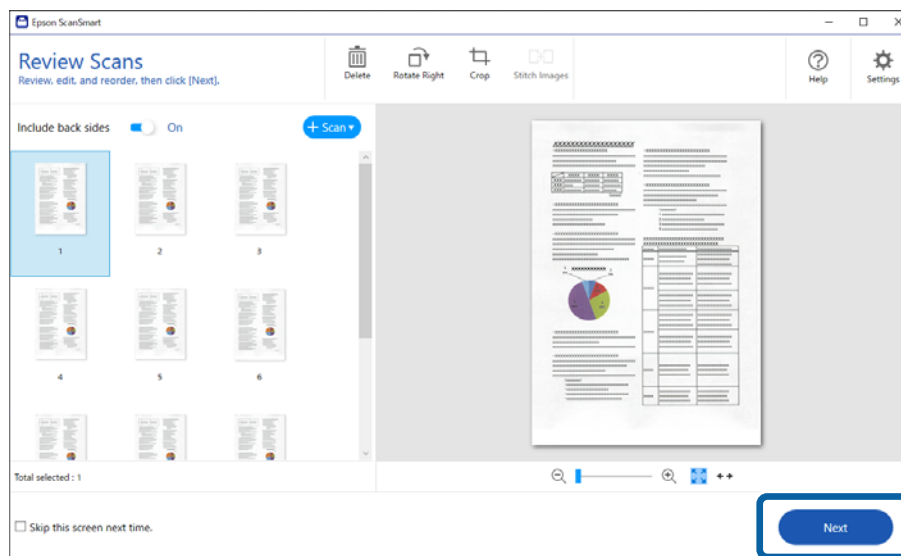 Epson ScanSmart
Review Scans
Review, edit, and reorder, then click [Next].
Delete
Rotate Right
Crop
Stitch Images
Help
Settings
Include back sides
On
+ Scan
1
2
3
4
5
6
Total selected : 1
Skip this screen next time.
Next